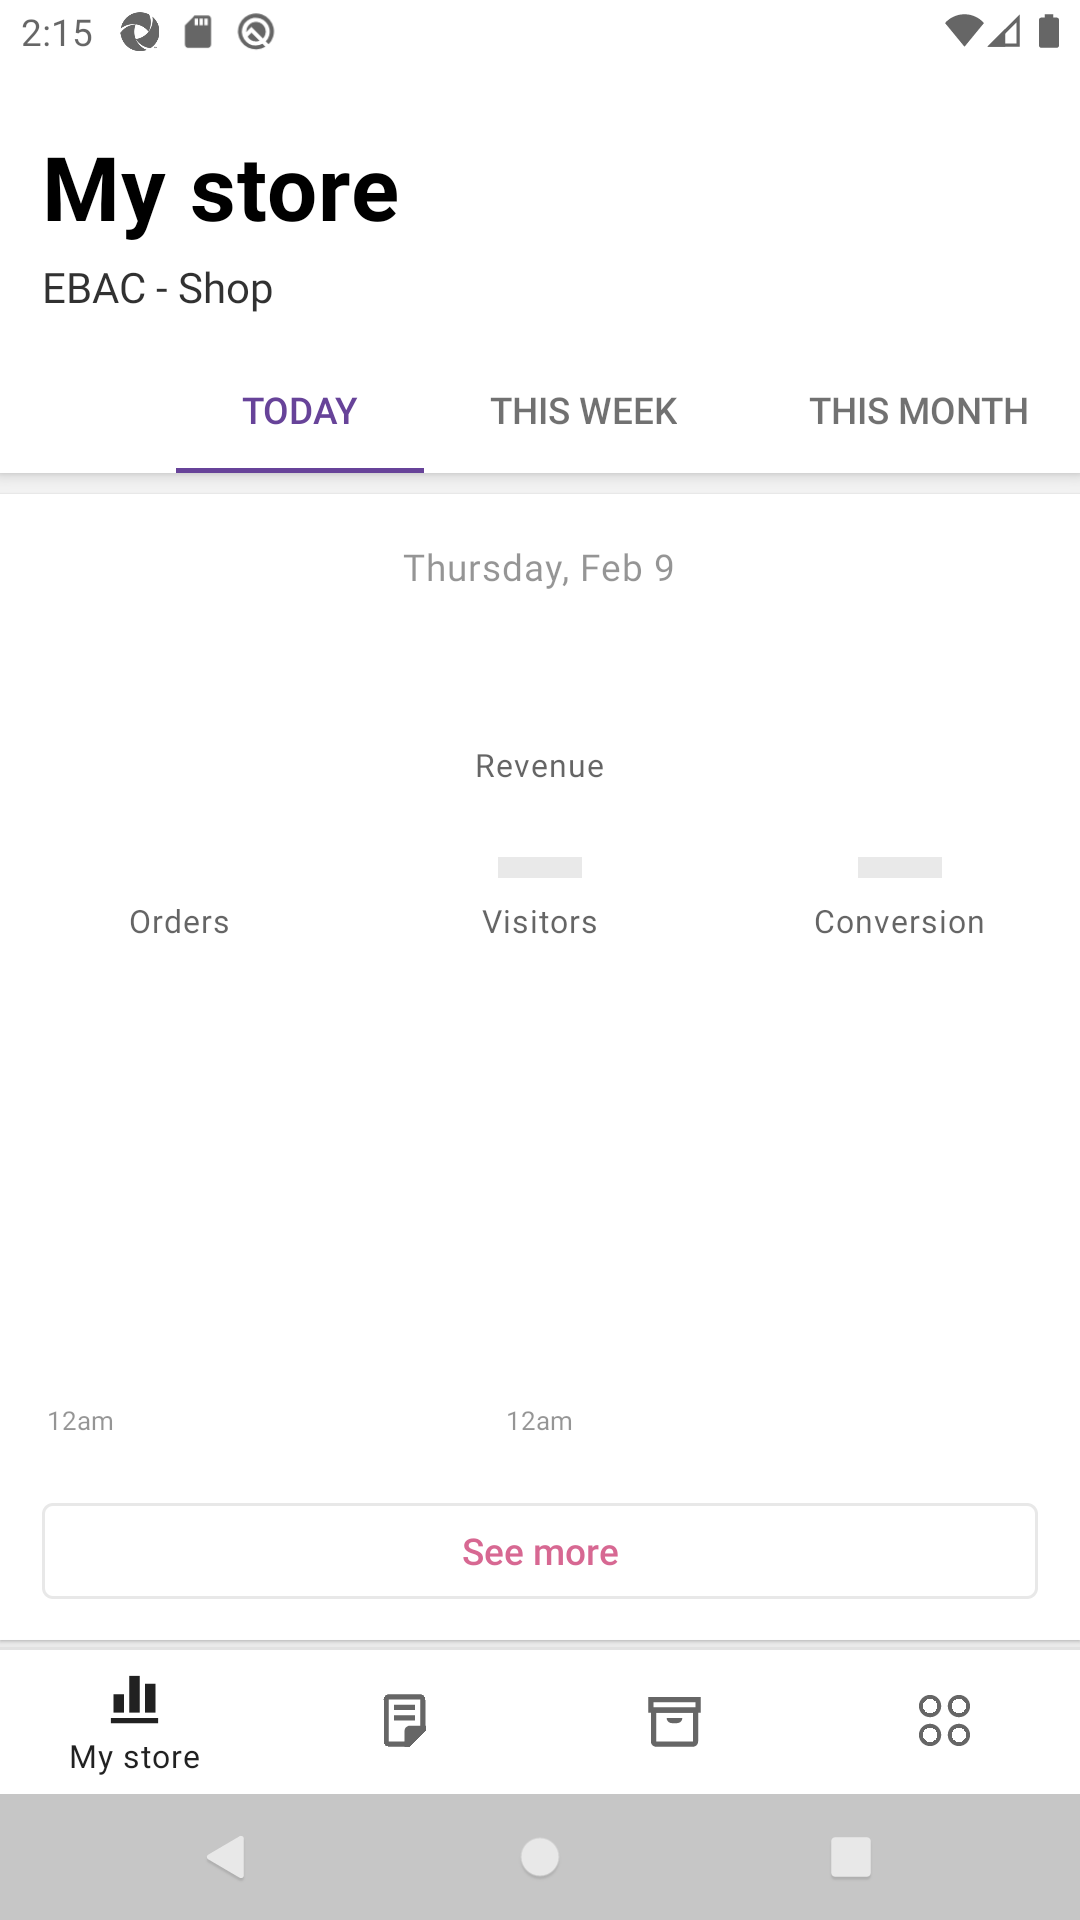 2:15
My store
EBAC - Shop
TODAY THIS WEEK THIS MONTH
Thursday, Feb 9
Revenue
Orders Visitors Conversion
12am 12am
See more
My store